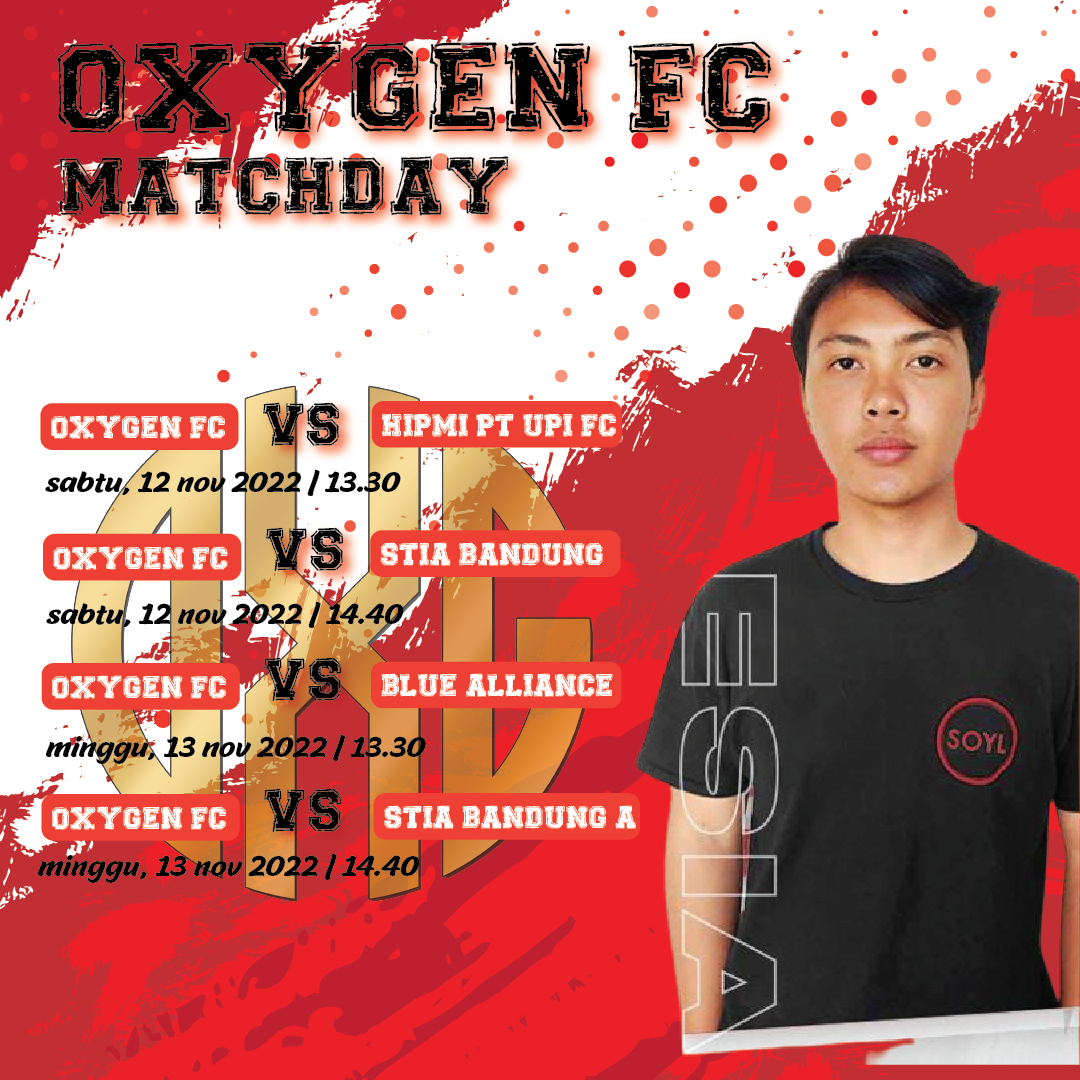 OXYGEN FC
MATCHDAY
OXYGEN FC VS HIPMI PT UPI FC
sabtu, 12 nov 2022 / 13.30
OXYGEN FC VS STIA BANDUNG
sabtu, 12 nov 2022 / 14.40
OXYGEN FC VS BLUE ALLIANCE
minggu, 13 nov 2022 / 13.30
OXYGEN FC VS STIA BANDUNG A
minggu, 13 nov 2022 / 14.40
SOYL
ESIA